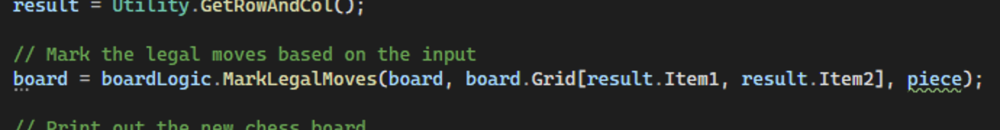 result = Utility.GetRowAndCol();
// Mark the legal moves based on the input
board = boardLogic.MarkLegalMoves(board, board.Grid[result.Item1, result.Item2], piece);
// Print out the new chess board